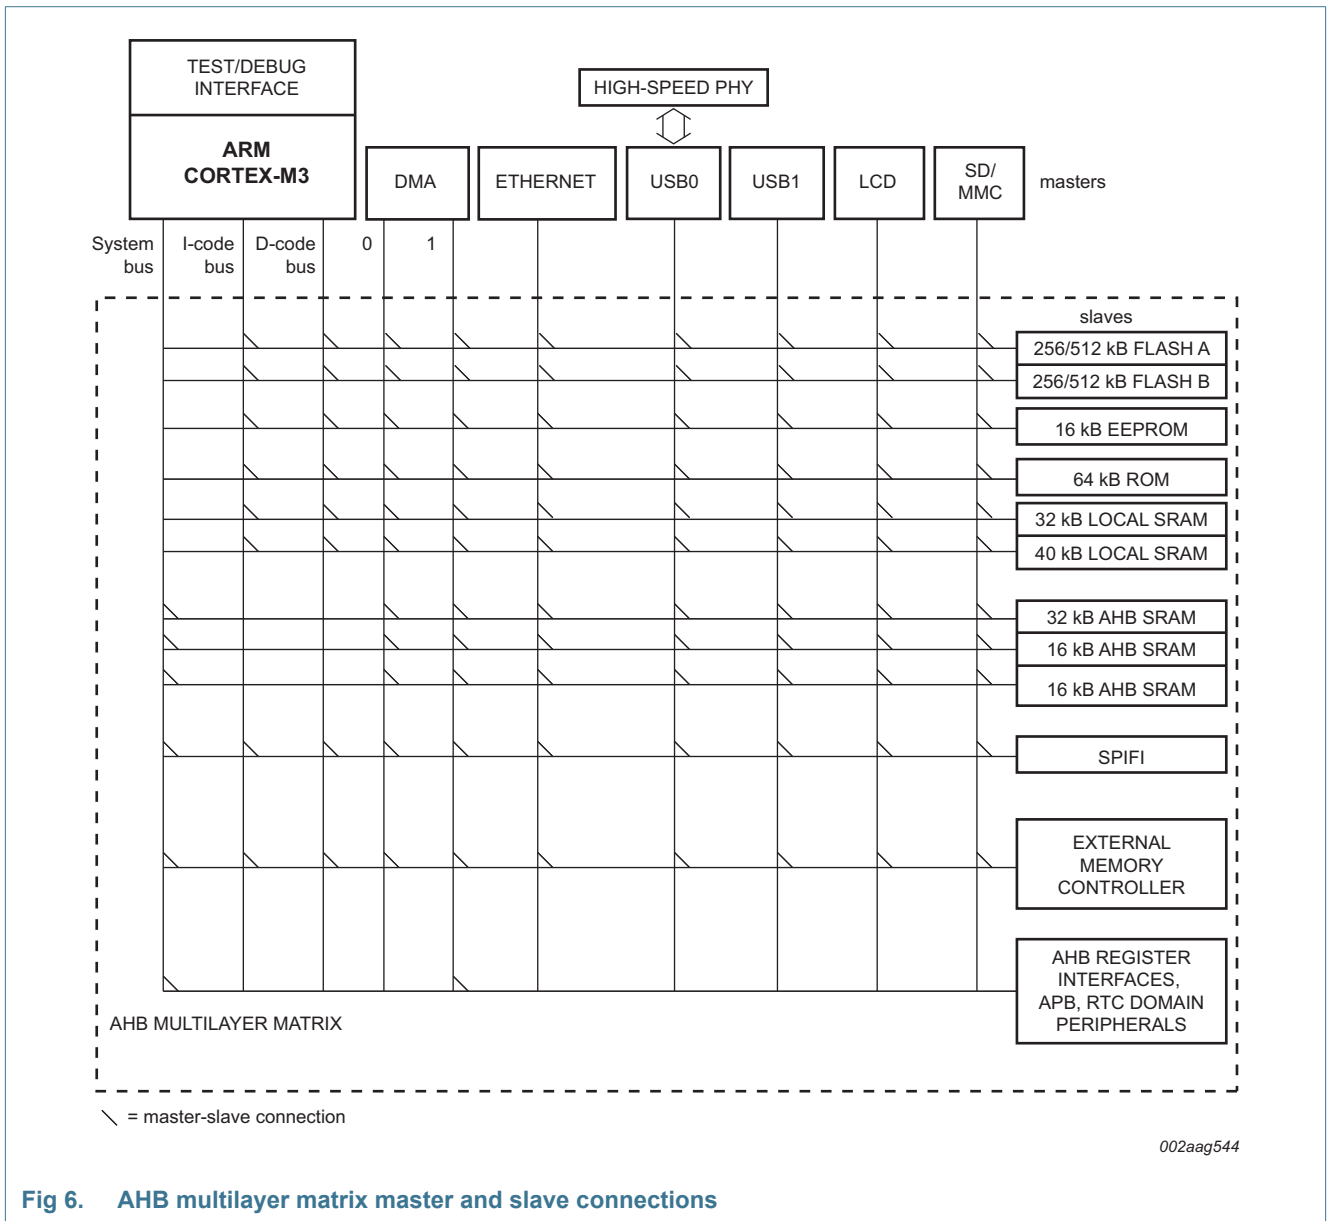 TEST/DEBUG
INTERFACE
ARM
CORTEX-M3
HIGH-SPEED PHY
DMA
ETHERNET
USB0
USB1
LCD
SD/
MMC
masters
System
bus
I-code
bus
D-code
bus
0
1
slaves
256/512 kB FLASH A
256/512 kB FLASH B
16 kB EEPROM
64 kB ROM
32 kB LOCAL SRAM
40 kB LOCAL SRAM
32 kB AHB SRAM
16 kB AHB SRAM
16 kB AHB SRAM
SPIFI
EXTERNAL
MEMORY
CONTROLLER
AHB REGISTER
INTERFACES,
APB, RTC DOMAIN
PERIPHERALS
AHB MULTILAYER MATRIX
= master-slave connection
002aag544
Fig 6. AHB multilayer matrix master and slave connections